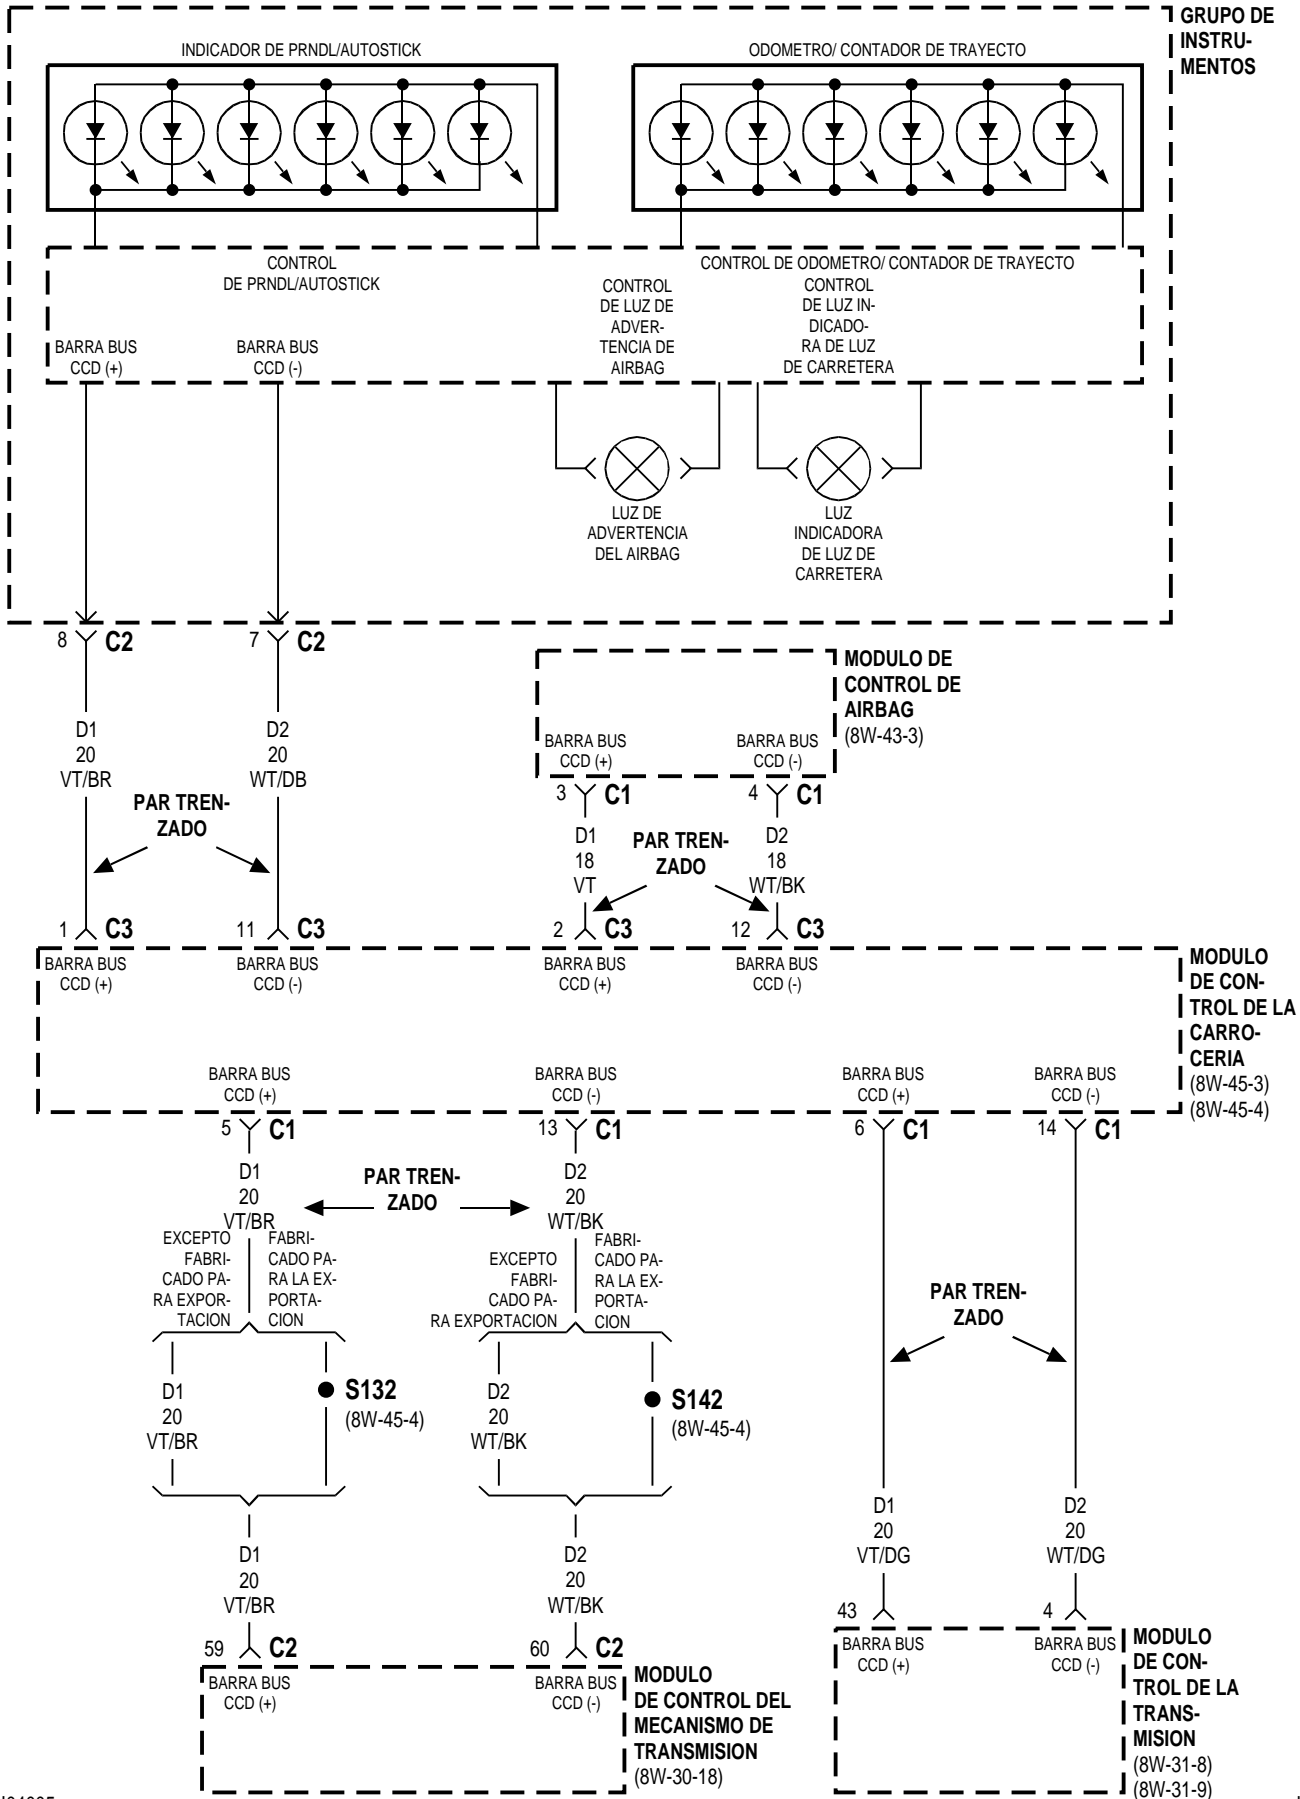 GRUPO DE
INSTRU-
MENTOS
INDICADOR DE PRNDL/AUTOSTICK
ODOMETRO/ CONTADOR DE TRAYECTO
CONTROL
DE PRNDL/AUTOSTICK
CONTROL DE ODOMETRO/ CONTADOR DE TRAYECTO
CONTROL
DE LUZ DE
ADVER-
TENCIA DE
AIRBAG
CONTROL
DE LUZ IN-
DICADO-
RA DE LUZ
DE CARRETERA
BARRA BUS
CCD (+)
BARRA BUS
CCD (-)
LUZ DE
ADVERTENCIA
DEL AIRBAG
LUZ
INDICADORA
DE LUZ DE
CARRETERA
8 C2
7 C2
D1
20
VT/BR
D2
20
WT/DB
PAR TREN-
ZADO
MODULO DE
CONTROL DE
AIRBAG
(8W-43-3)
BARRA BUS
CCD (+)
BARRA BUS
CCD (-)
3 C1
4 C1
D1
18
VT
PAR TREN-
ZADO
D2
18
WT/BK
1 C3
11 C3
2 C3
12 C3
BARRA BUS
CCD (+)
BARRA BUS
CCD (-)
BARRA BUS
CCD (+)
BARRA BUS
CCD (-)
MODULO
DE CON-
TROL DE LA
CARRO-
CERIA
(8W-45-3)
(8W-45-4)
BARRA BUS
CCD (+)
BARRA BUS
CCD (-)
BARRA BUS
CCD (+)
BARRA BUS
CCD (-)
5 C1
13 C1
6 C1
14 C1
D1
20
VT/BR
PAR TREN-
ZADO
D2
20
WT/BK
EXCEPTO
FABRI-
CADO PA-
RA EXPOR-
TACION
FABRI-
CADO PA-
RA LA EX-
PORTA-
CION
EXCEPTO
FABRI-
CADO PA-
RA EXPORTACION
FABRI-
CADO PA-
RA LA EX-
PORTA-
CION
PAR TREN-
ZADO
D1
20
VT/BR
S132
(8W-45-4)
D2
20
WT/BK
S142
(8W-45-4)
D1
20
VT/DG
D2
20
WT/DG
D1
20
VT/BR
D2
20
WT/BK
43
4
59 C2
60 C2
BARRA BUS
CCD (+)
BARRA BUS
CCD (-)
MODULO
DE CONTROL DEL
MECANISMO DE
TRANSMISION
(8W-30-18)
BARRA BUS
CCD (+)
BARRA BUS
CCD (-)
MODULO
DE CON-
TROL DE LA
TRANS-
MISION
(8W-31-8)
(8W-31-9)